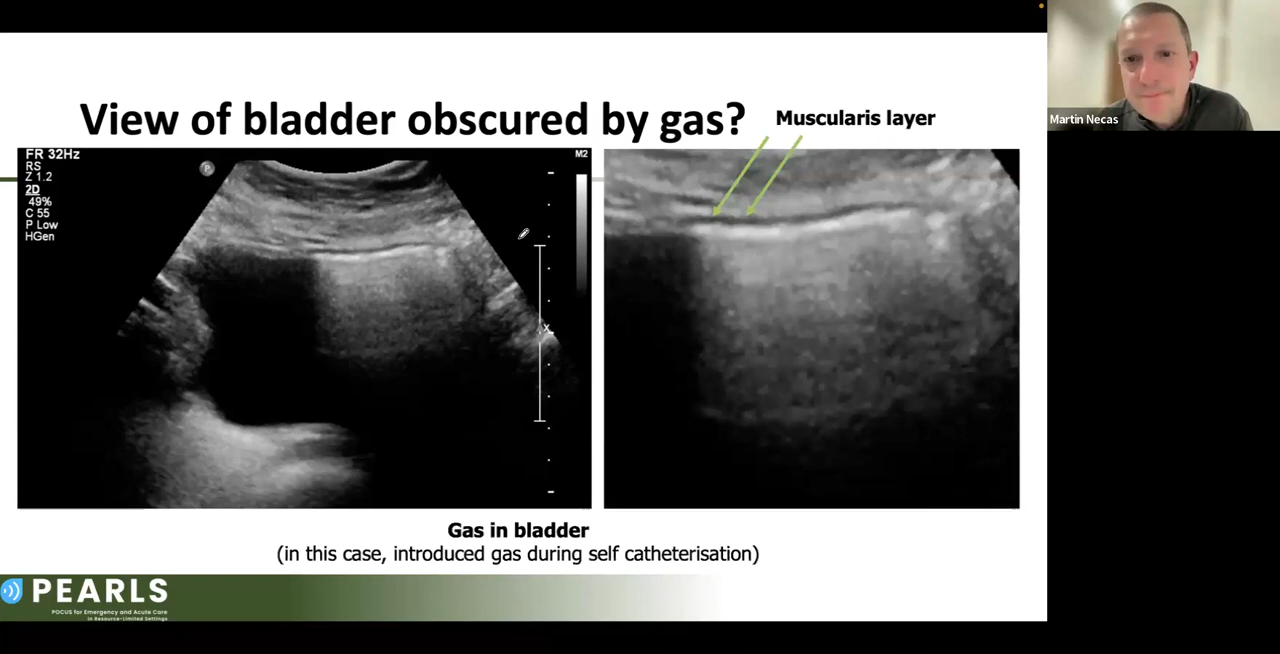 View of bladder obscured by gas?
Muscularis layer
FR 32Hz
RS
Z 1.2
2D
49%
C 55
P Low
HGen
P
M2
X
Martin Necas
Gas in bladder
(in this case, introduced gas during self catheterisation)
PEARLS
POCUS for Emergency and Acute Care
in Resource-Limited Settings